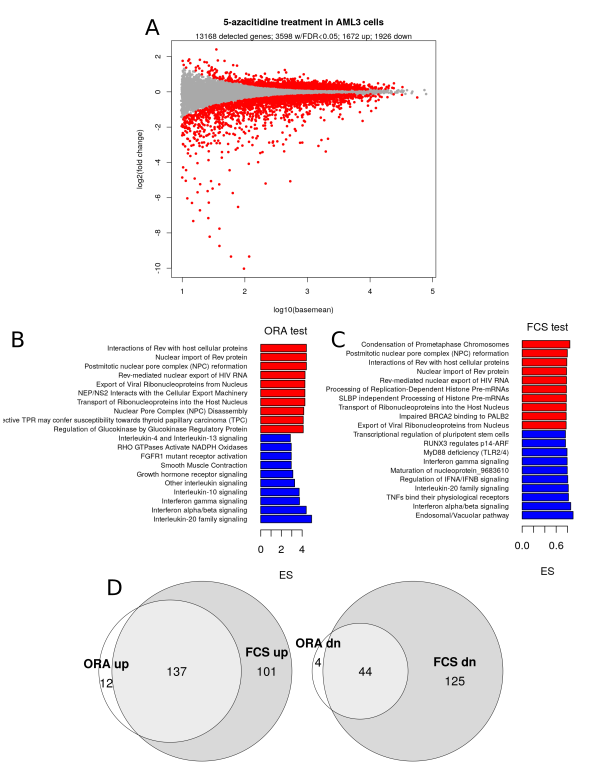 A
5-azacitidine treatment in AML3 cells
13168 detected genes; 3598 w/FDR<0.05; 1672 up; 1926 down
log2(fold change)
2
0
-2
-4
-6
-8
-10
1 2 3 4 5
log10(basemean)
B
ORA test
Interactions of Rev with host cellular proteins
Nuclear import of Rev protein
Postmitotic nuclear pore complex (NPC) reformation
Rev-mediated nuclear export of HIV RNA
Export of Viral Ribonucleoproteins from Nucleus
NEP/NS2 Interacts with the Cellular Export Machinery
Transport of Ribonucleoproteins into the Host Nucleus
Nuclear Pore Complex (NPC) Disassembly
ective TPR may confer susceptibility towards thyroid papillary carcinoma (TPC)
Regulation of Glucokinase by Glucokinase Regulatory Protein
Interleukin-4 and Interleukin-13 signaling
RHO GTPases Activate NADPH Oxidases
FGFR1 mutant receptor activation
Smooth Muscle Contraction
Growth hormone receptor signaling
Other interleukin signaling
Interleukin-10 signaling
Interferon gamma signaling
Interferon alpha/beta signaling
Interleukin-20 family signaling
0 2 4
ES
C
FCS test
Condensation of Prometaphase Chromosomes
Postmitotic nuclear pore complex (NPC) reformation
Interactions of Rev with host cellular proteins
Nuclear import of Rev protein
Rev-mediated nuclear export of HIV RNA
Processing of Replication-Dependent Histone Pre-mRNAs
SLBP independent Processing of Histone Pre-mRNAs
Transport of Ribonucleoproteins into the Host Nucleus
Impaired BRCA2 binding to PALB2
Export of Viral Ribonucleoproteins from Nucleus
Transcriptional regulation of pluripotent stem cells
RUNX3 regulates p14-ARF
MyD88 deficiency (TLR2/4)
Interferon gamma signaling
Maturation of nucleoprotein_9683610
Regulation of IFNA/IFNB signaling
Interleukin-20 family signaling
TNFs bind their physiological receptors
Interferon alpha/beta signaling
Endosomal/Vacuolar pathway
0.0 0.6
ES
D
ORA up
12
137
FCS up
101
ORA dn
4
44
FCS dn
125